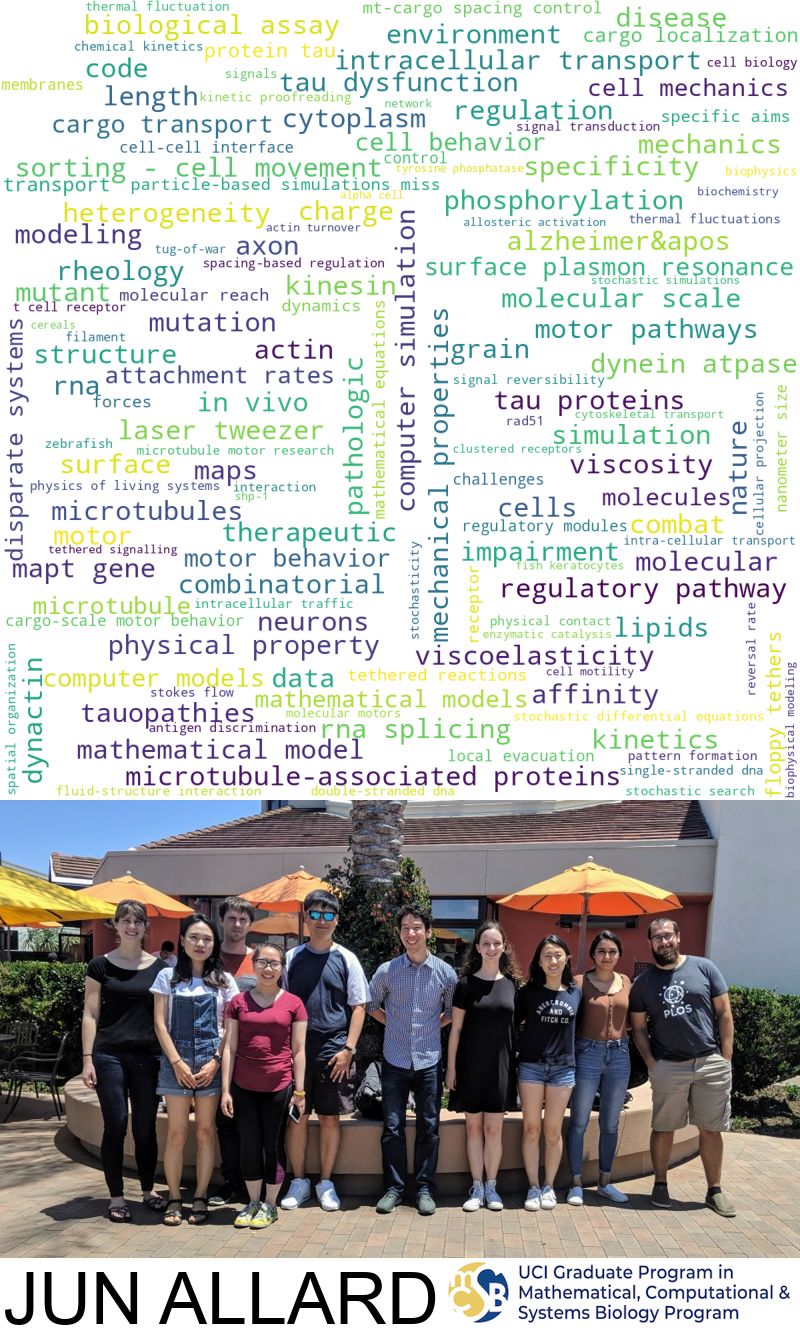 thermal fluctuation
mt-cargo spacing control
disease
biological assay
environment
cargo localization
chemical kinetics
protein tau
intracellular transport
cell biology
code
signals
tau dysfunction
cell mechanics
membranes
length
kinetic proofreading
network
regulation
specific aims
cargo transport
cytoplasm
signal transduction
cell-cell interface
cell behavior
mechanics
sorting - cell movement
control
tyrosine phosphatase
specificity
biophysics
transport
particle-based simulations miss
alpha cell
phosphorylation
biochemistry
heterogeneity
charge
allosteric activation
thermal fluctuations
modeling
actin turnover
tug-of-war
axon
alzheimer&apos
rheology
spacing-based regulation
surface plasmon resonance
mutant
molecular reach
kinesin
stochastic simulations
t cell receptor
dynamics
molecular scale
cereals
mutation
motor pathways
filament
structure
actin
grain
dynein atpase
rna
attachment rates
signal reversibility
forces
in vivo
tau proteins
cytoskeletal transport
rad51
laser tweezer
simulation
zebrafish
microtubule motor research
clustered receptors
surface
maps
viscosity
physics of living systems
interaction
challenges
shp-1
molecules
microtubules
cells
motor
therapeutic
regulatory modules
combat
tethered signalling
intra-cellular transport
mapt gene
motor behavior
impairment
molecular
fish keratocytes
combinatorial
regulatory pathway
microtubule
intracellular traffic
cargo-scale motor behavior
neurons
physical contact
lipids
enzymatic catalysis
physical property
viscoelasticity
computer models
data
tethered reactions
cell motility
stokes flow
mathematical models
affinity
tauopathies
molecular motors
stochastic differential equations
antigen discrimination
rna splicing
kinetics
mathematical model
local evacuation
pattern formation
microtubule-associated proteins
single-stranded dna
fluid-structure interaction
double-stranded dna
stochastic search
disparate systems
pathologic
mathematical equations
computer simulation
mechanical properties
stochasticity
receptor
nature
cellular projection
nanometer size
reversal rate
floppy tethers
biophysical modeling
spatial organization
dynactin
ABERCROMBIE
AND
FITCH CO.
PLOS
JUN ALLARD
mcsB
UCI Graduate Program in
Mathematical, Computational &
Systems Biology Program